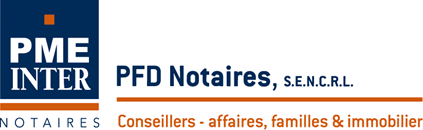 PME
INTER
NOTAIRES
PFD Notaires, S.E.N.C.R.L.
Conseillers - affaires, familles & immobilier